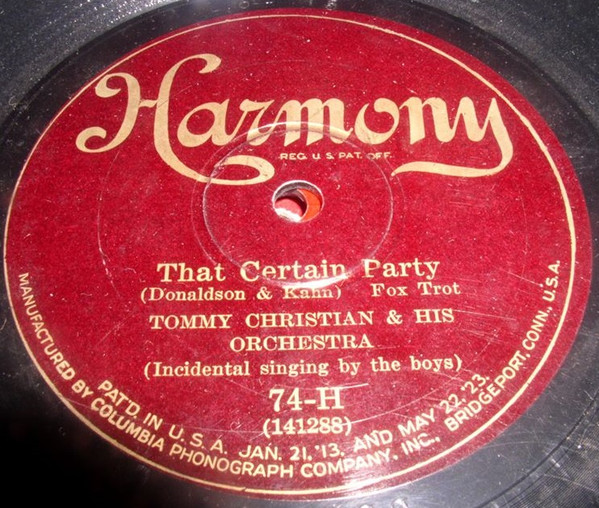 Harmony
REG. U.S. PAT. OFF.
That Certain Party
(Donaldson & Kahn) Fox Trot
TOMMY CHRISTIAN & HIS
ORCHESTRA
(Incidental singing by the boys)
74-H
(141288)
PAT'D. IN U.S.A. JAN. 21, '13. AND MAY 22, '23.
MANUFACTURED BY COLUMBIA PHONOGRAPH COMPANY, INC., BRIDGEPORT, CONN., U.S.A.